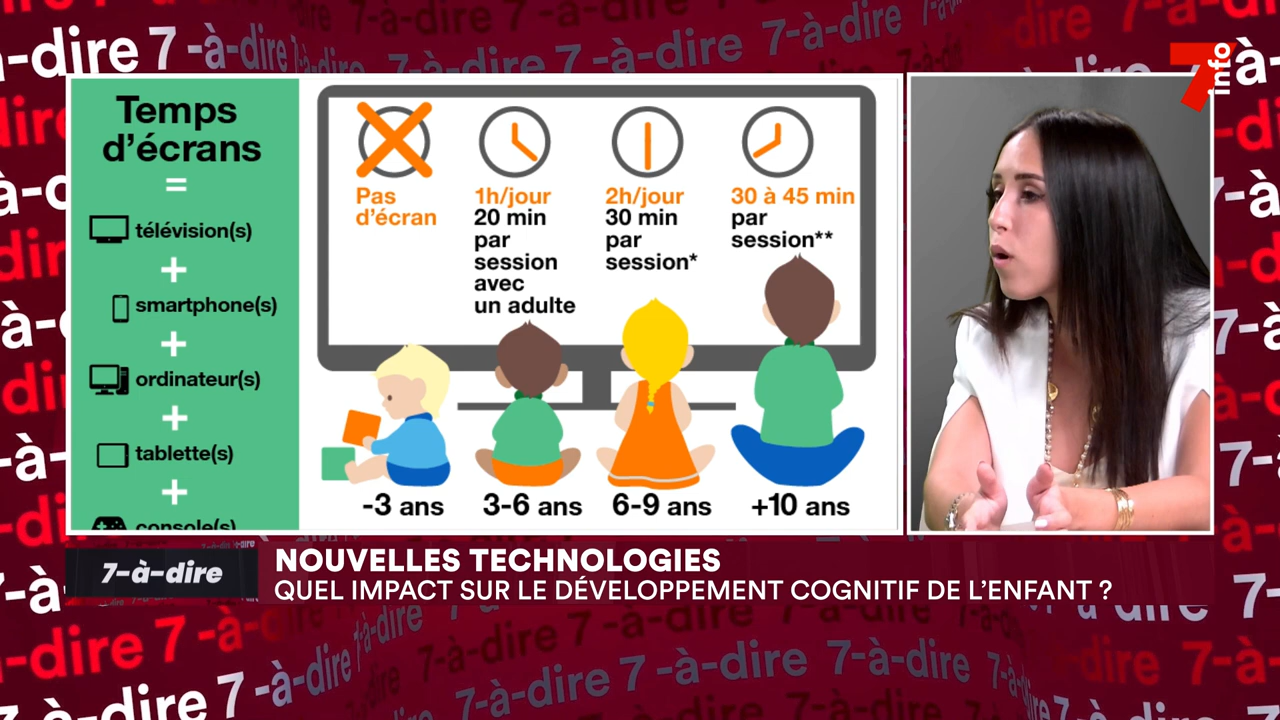 7 info
Temps
d'écrans
=
télévision(s)
+
smartphone(s)
+
ordinateur(s)
+
tablette(s)
+
console(s)
Pas
d'écran
1h/jour
20 min
par
session
avec
un adulte
2h/jour
30 min
par
session*
30 à 45 min
par
session**
-3 ans
3-6 ans
6-9 ans
+10 ans
7-à-dire
NOUVELLES TECHNOLOGIES
QUEL IMPACT SUR LE DÉVELOPPEMENT COGNITIF DE L'ENFANT ?